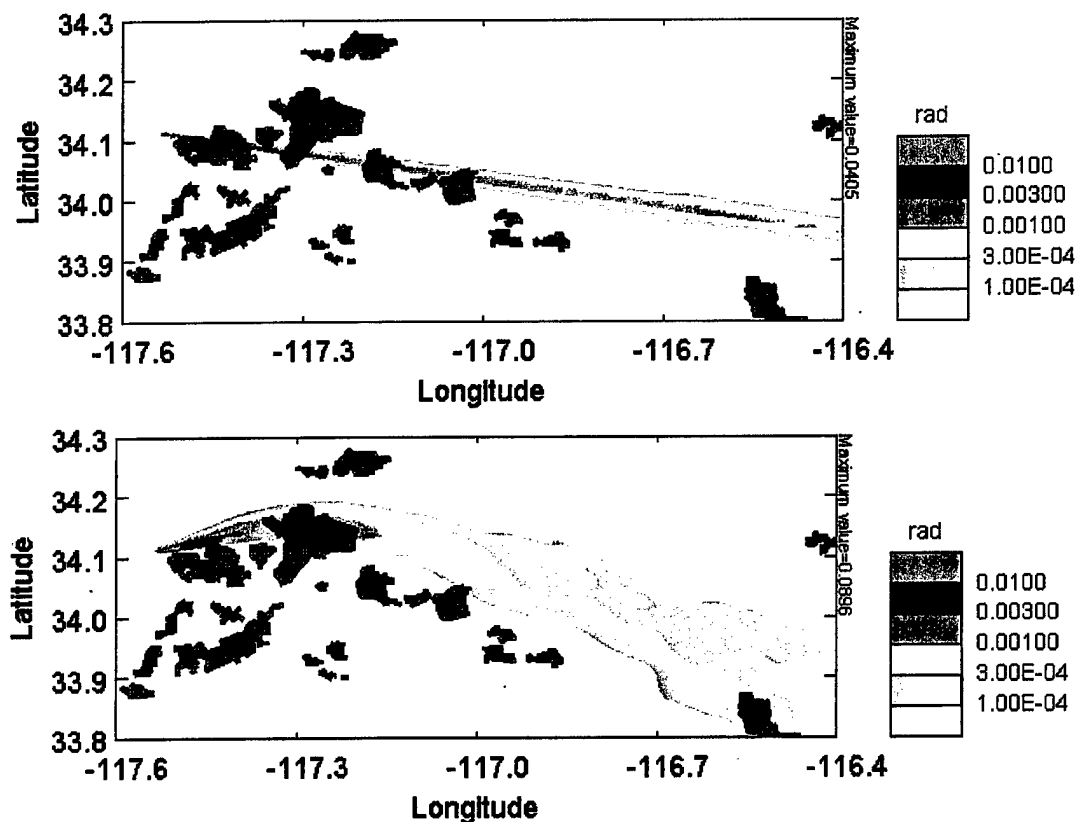 34.3
34.2
34.1
34.0
33.9
33.8
Latitude
-117.6
-117.3
-117.0
-116.7
-116.4
Longitude
Maximum value=0.0405
rad
0.0100
0.00300
0.00100
3.00E-04
1.00E-04
34.3
34.2
34.1
34.0
33.9
33.8
Latitude
-117.6
-117.3
-117.0
-116.7
-116.4
Longitude
Maximum value=0.0896
rad
0.0100
0.00300
0.00100
3.00E-04
1.00E-04